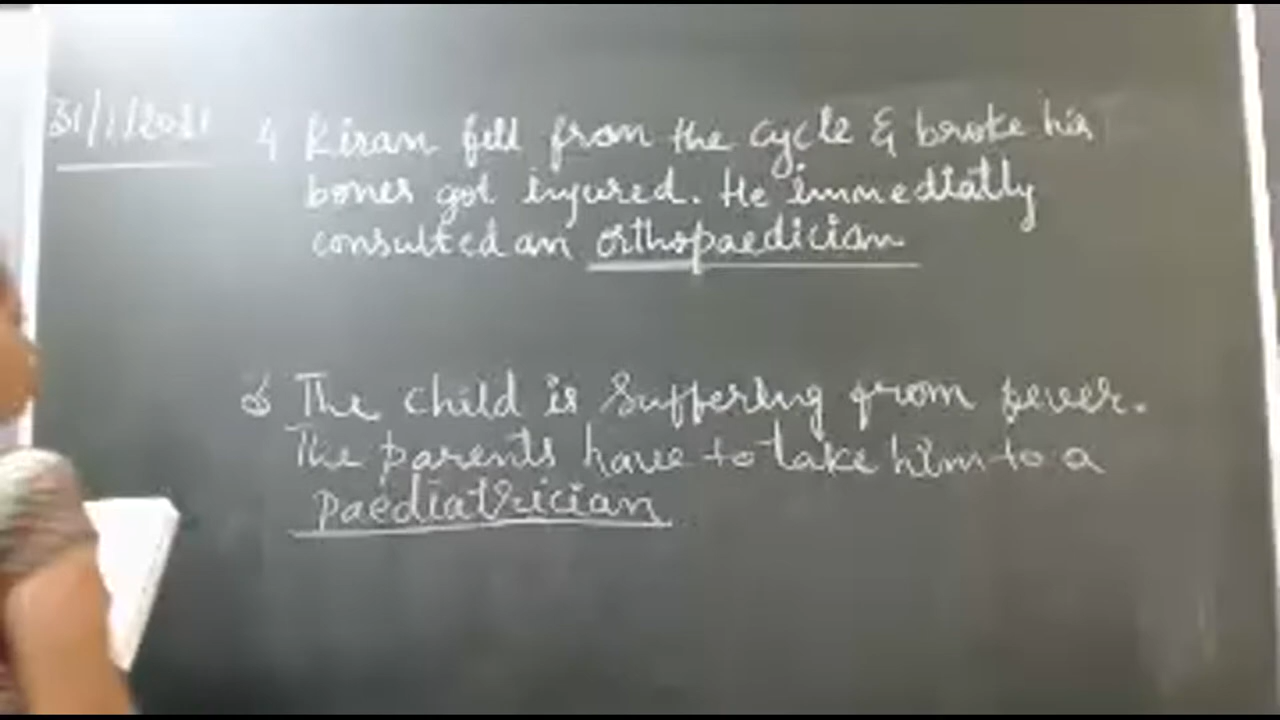 31/1/2021
4 Kiran fell from the cycle & broke his
bones got injured. He immediatly
consulted an orthopaedician
5 The child is Suffering from fever.
The parents have to take him to a
paediatrician